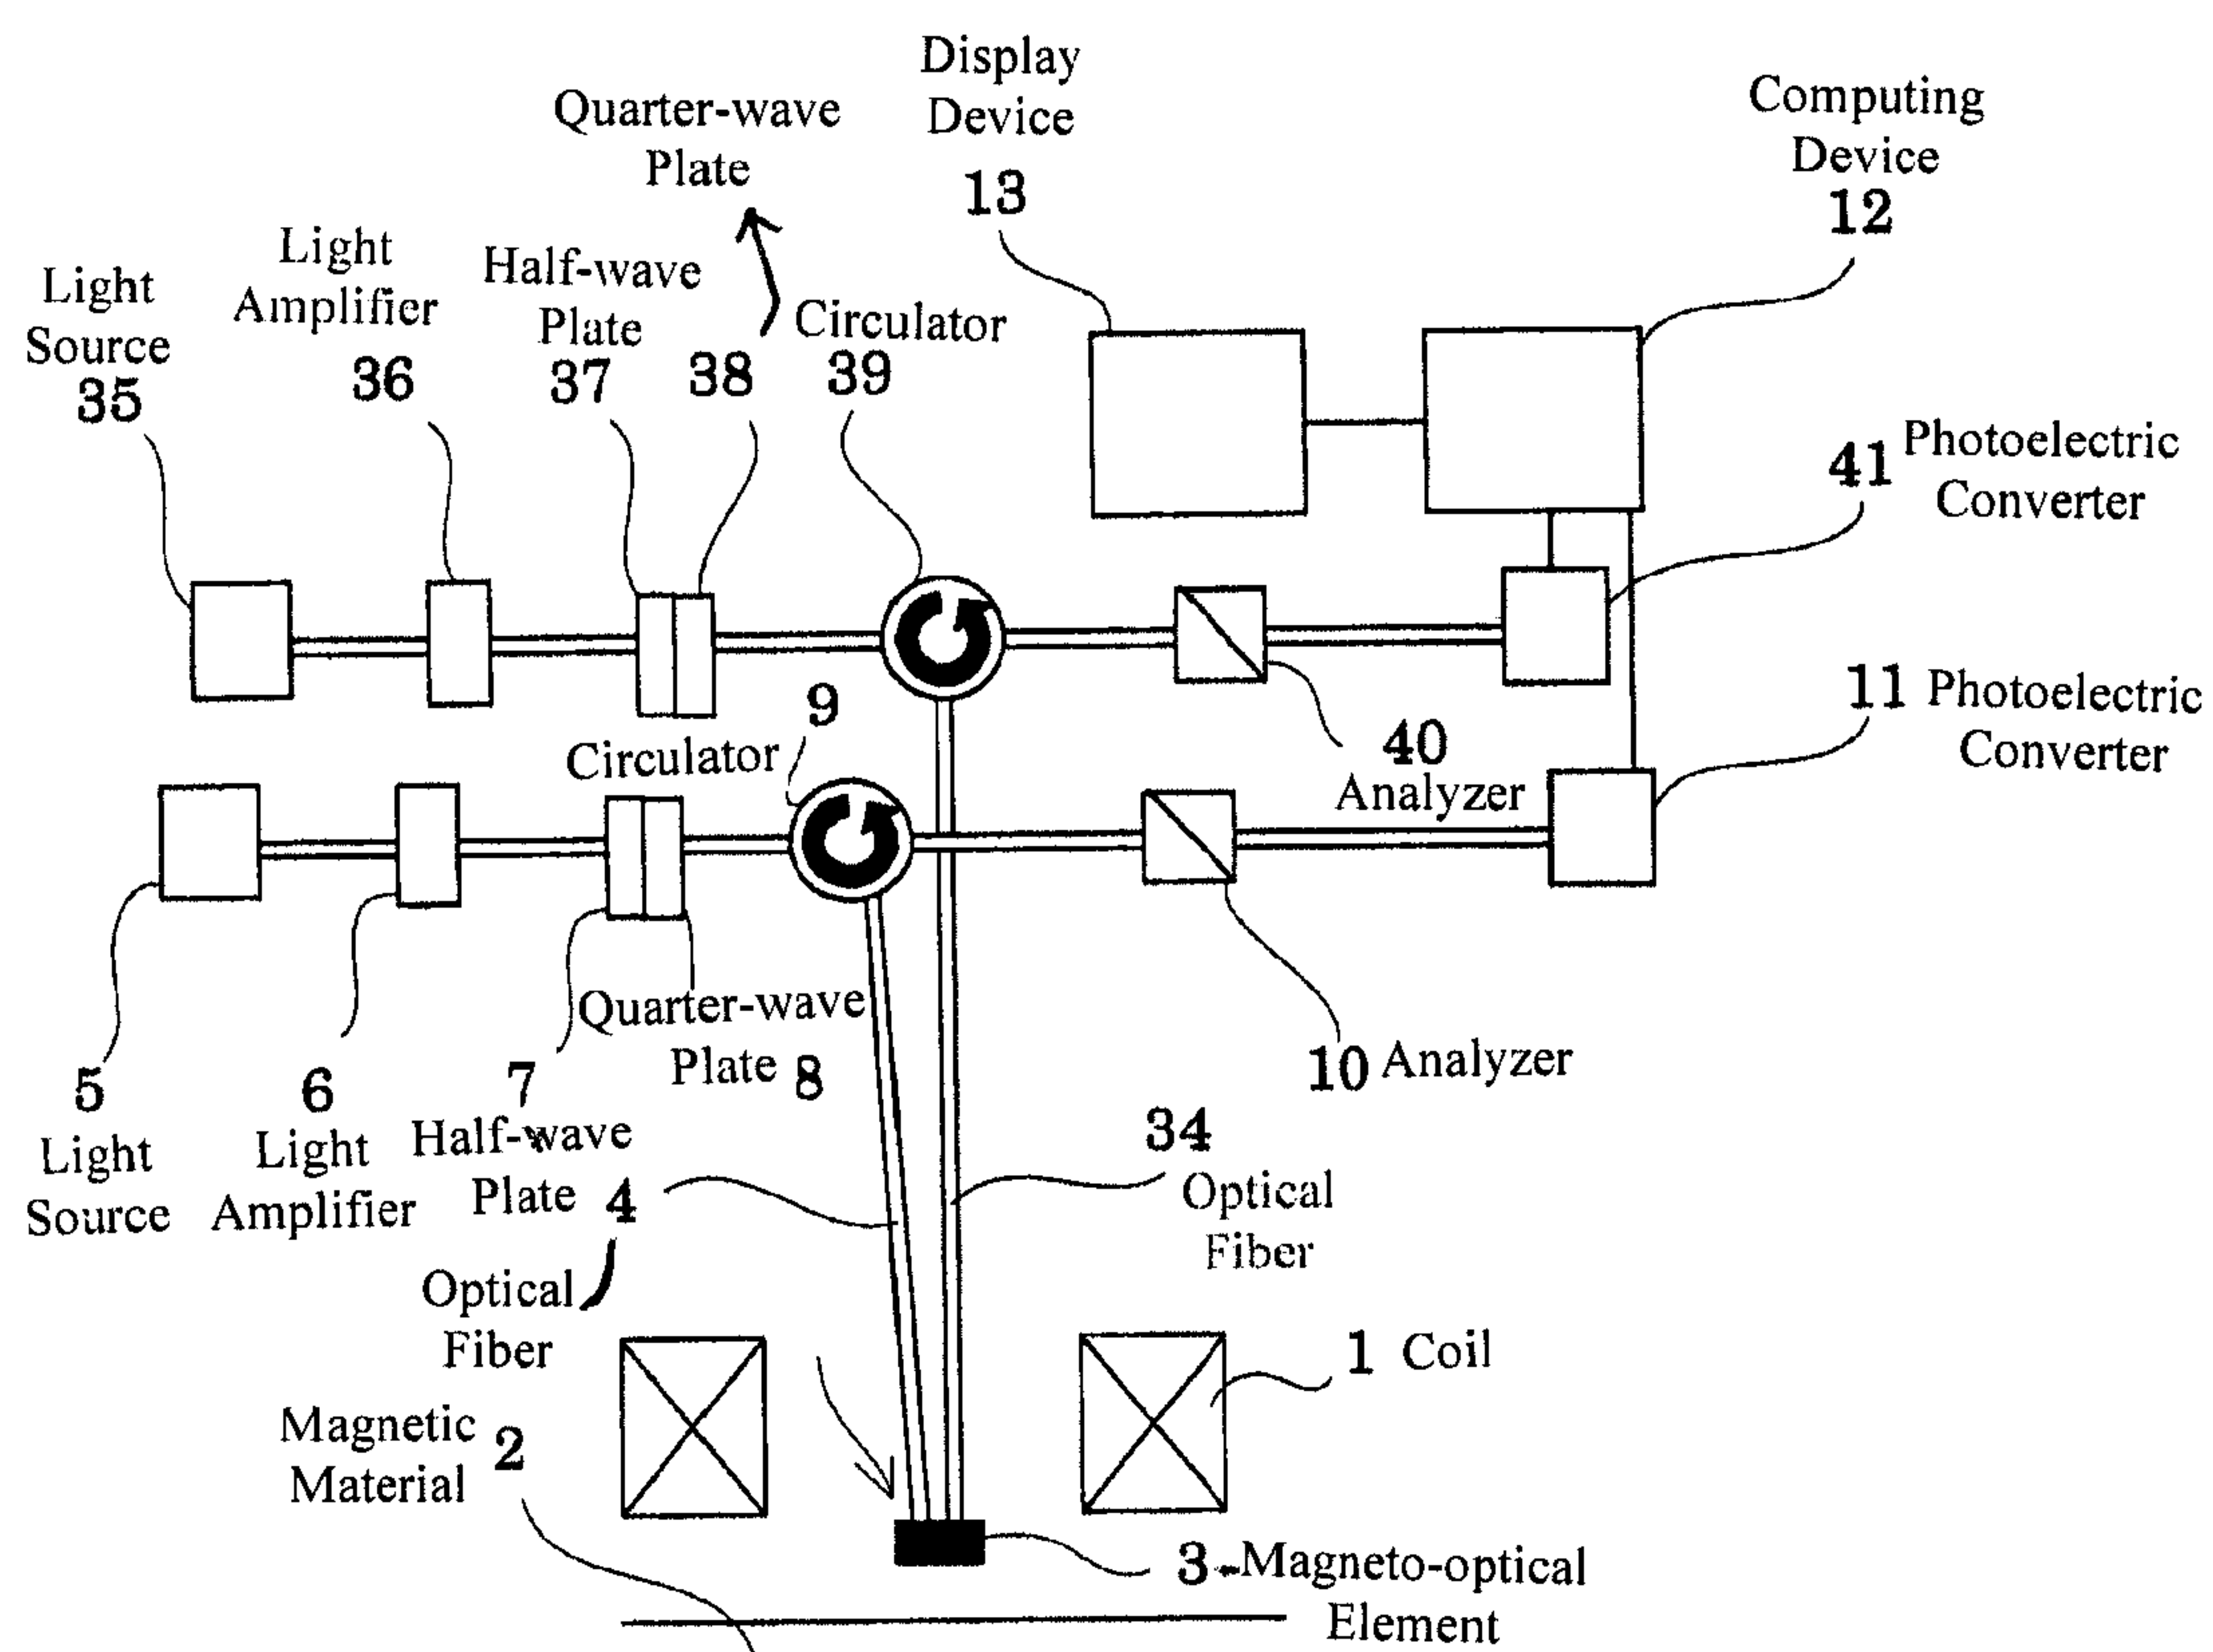 Display
Device
13
Quarter-wave
Plate
Computing
Device
12
Light
Amplifier
36
Half-wave
Plate
37
38
Circulator
39
Light
Source
35
41 Photoelectric
Converter
11 Photoelectric
Converter
9
Circulator
40
Analyzer
Quarter-wave
Plate 8
10 Analyzer
5
Light
Source
6
Light
Amplifier
7
Half-wave
Plate
4
Optical
Fiber
34
Optical
Fiber
1 Coil
Magnetic
Material
2
3-Magneto-optical
Element